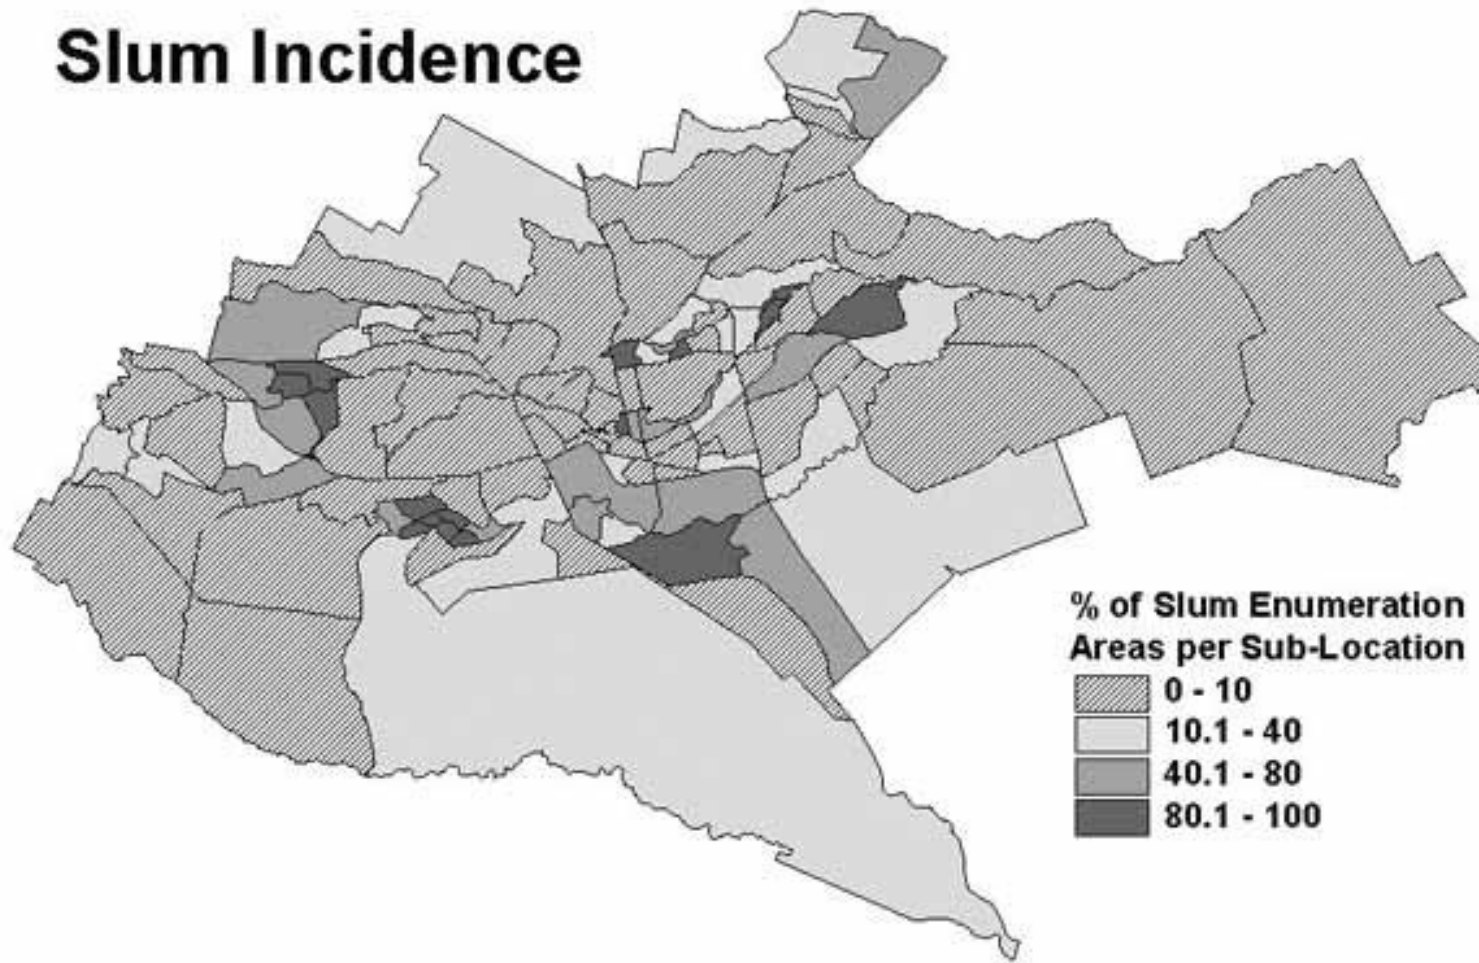 Slum Incidence
% of Slum Enumeration
Areas per Sub-Location
0 - 10
10.1 - 40
40.1 - 80
80.1 - 100